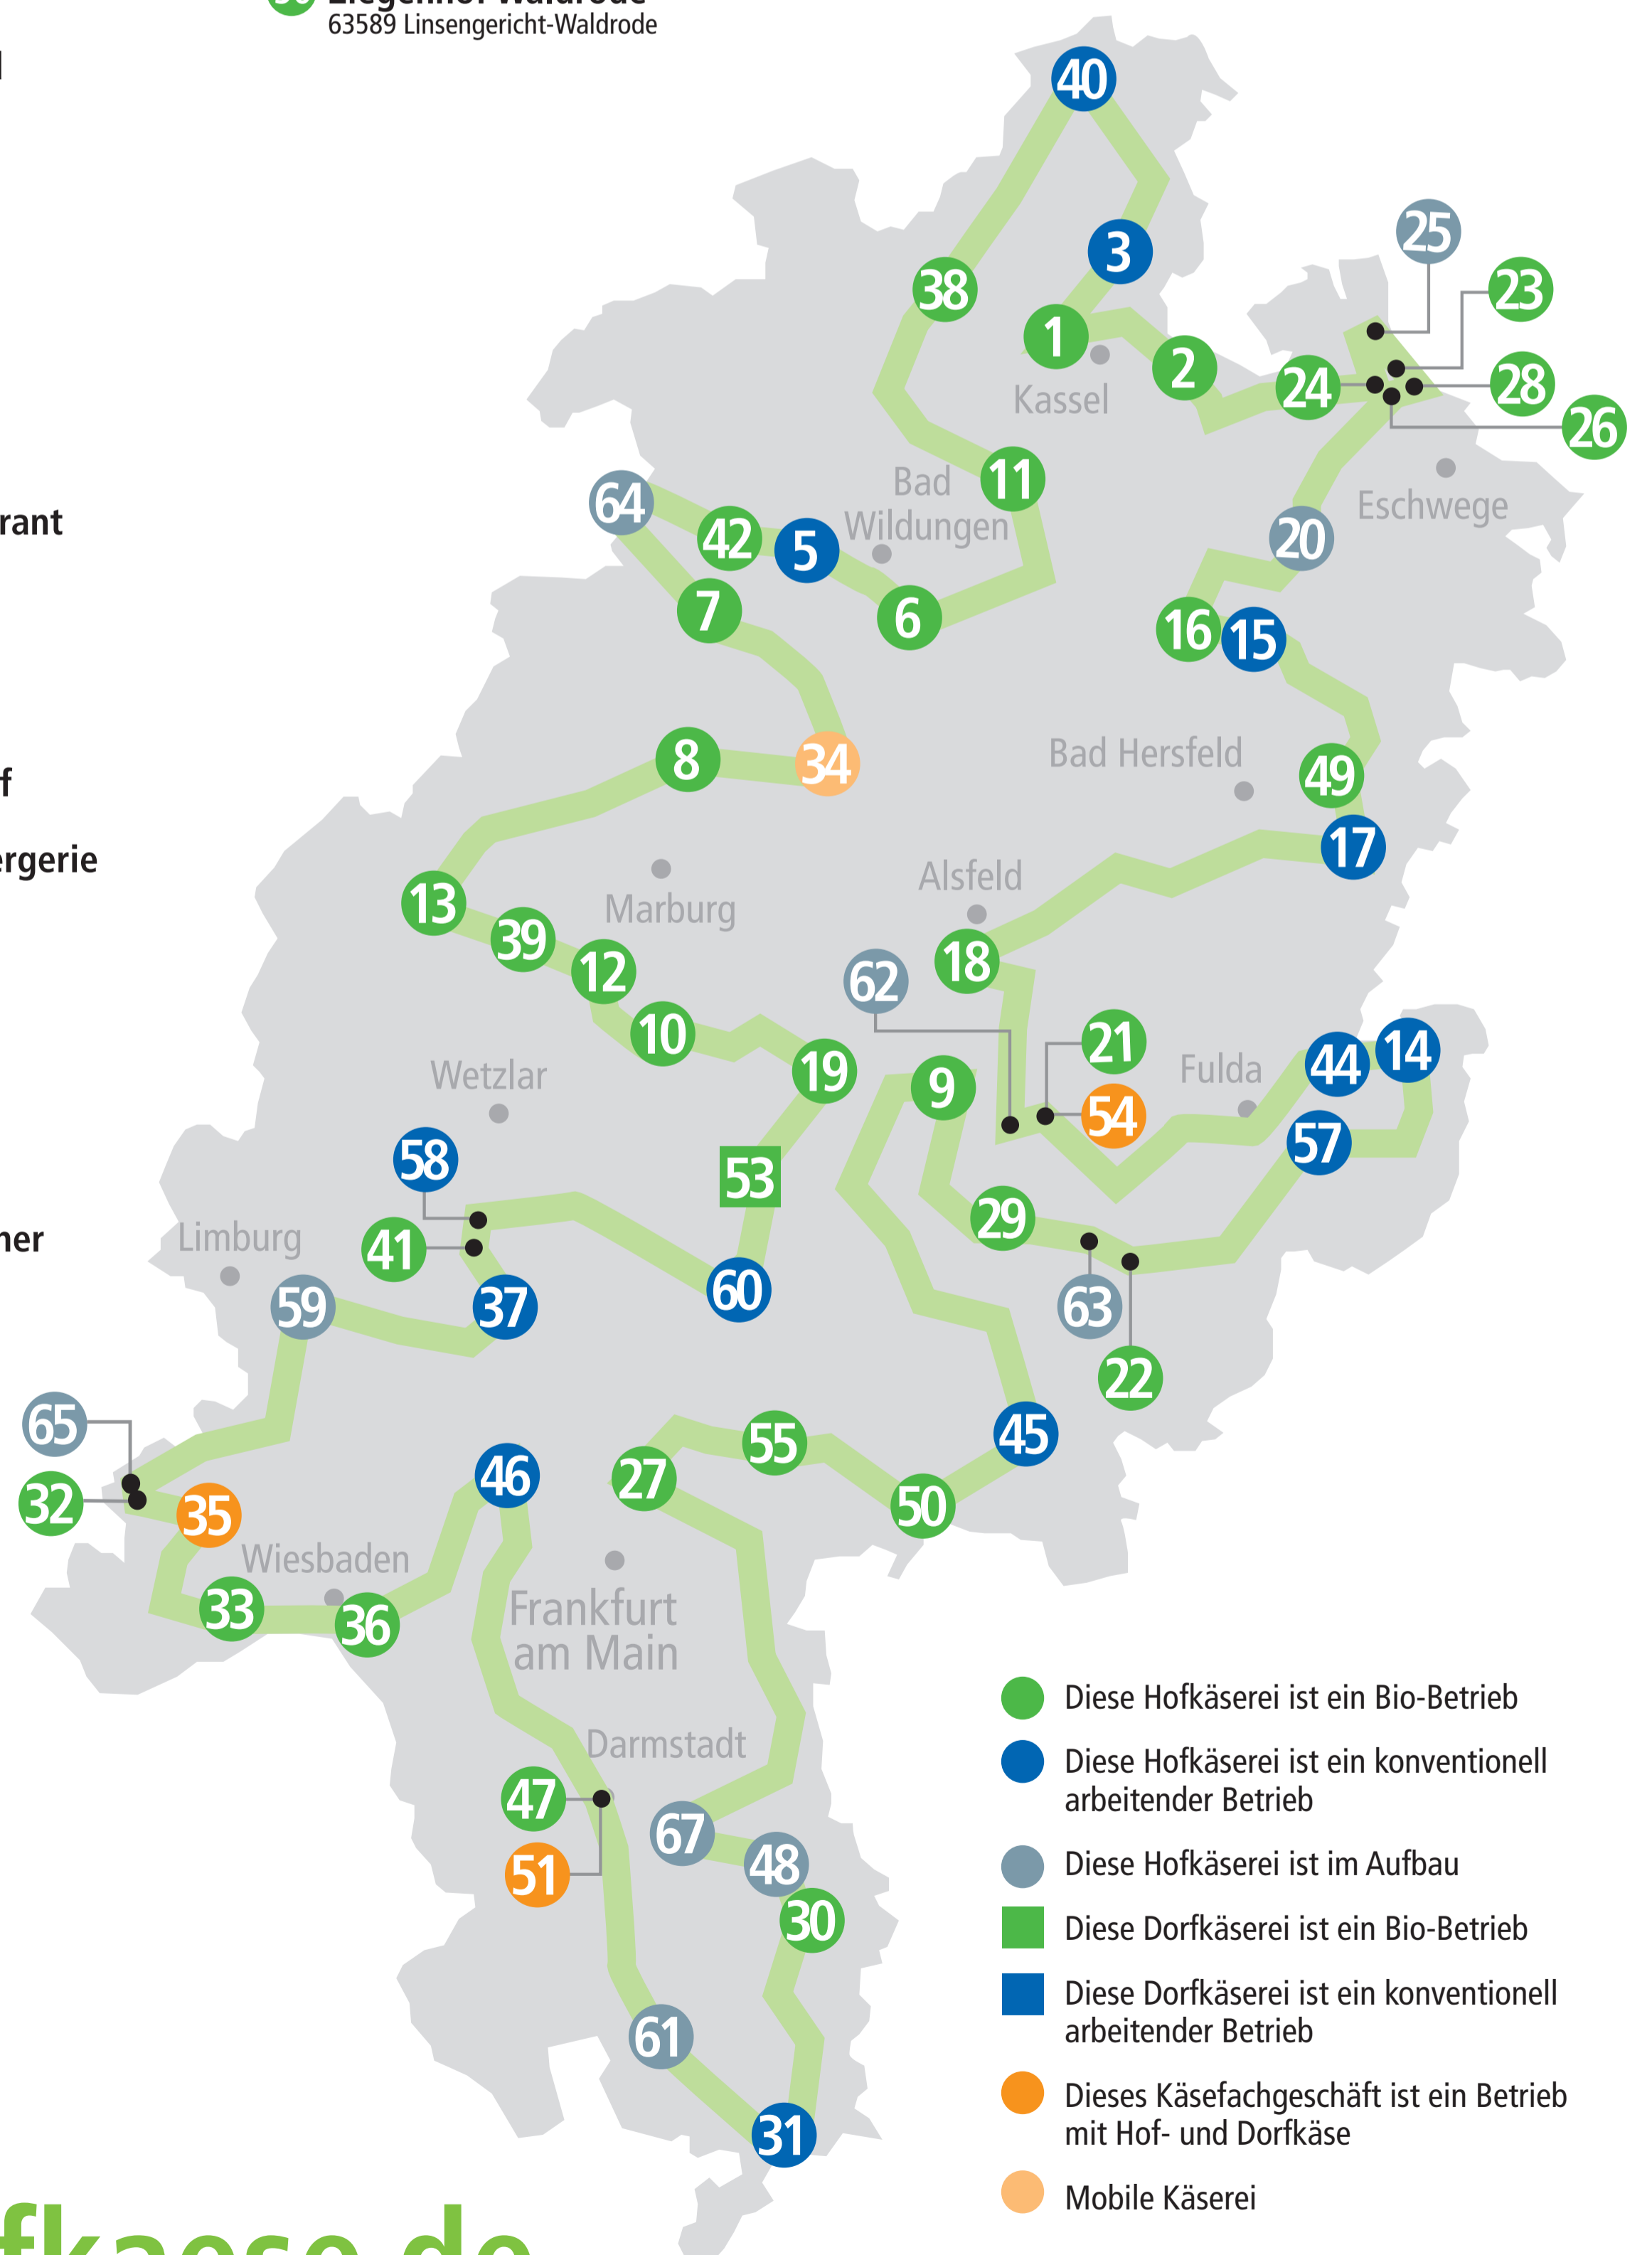 63589 Linsengericht-Waldrode
rant
f
ergerie
ner
40
3
25
38
23
1
2
Kassel
24
28
26
11
Bad
Wildungen
Eschwege
64
42
5
20
7
6
16
15
8
34
Bad Hersfeld
49
17
13
Marburg
Alsfeld
39
12
18
62
10
21
Wetzlar
19
9
Fulda
44
14
54
58
53
57
Limburg
41
29
59
37
60
63
22
65
46
55
45
27
32
35
50
Wiesbaden
33
36
Frankfurt
am Main
Darmstadt
47
67
51
48
30
61
31
Diese Hofkäserei ist ein Bio-Betrieb
Diese Hofkäserei ist ein konventionell
arbeitender Betrieb
Diese Hofkäserei ist im Aufbau
Diese Dorfkäserei ist ein Bio-Betrieb
Diese Dorfkäserei ist ein konventionell
arbeitender Betrieb
Dieses Käsefachgeschäft ist ein Betrieb
mit Hof- und Dorfkäse
Mobile Käserei
fkaese.de